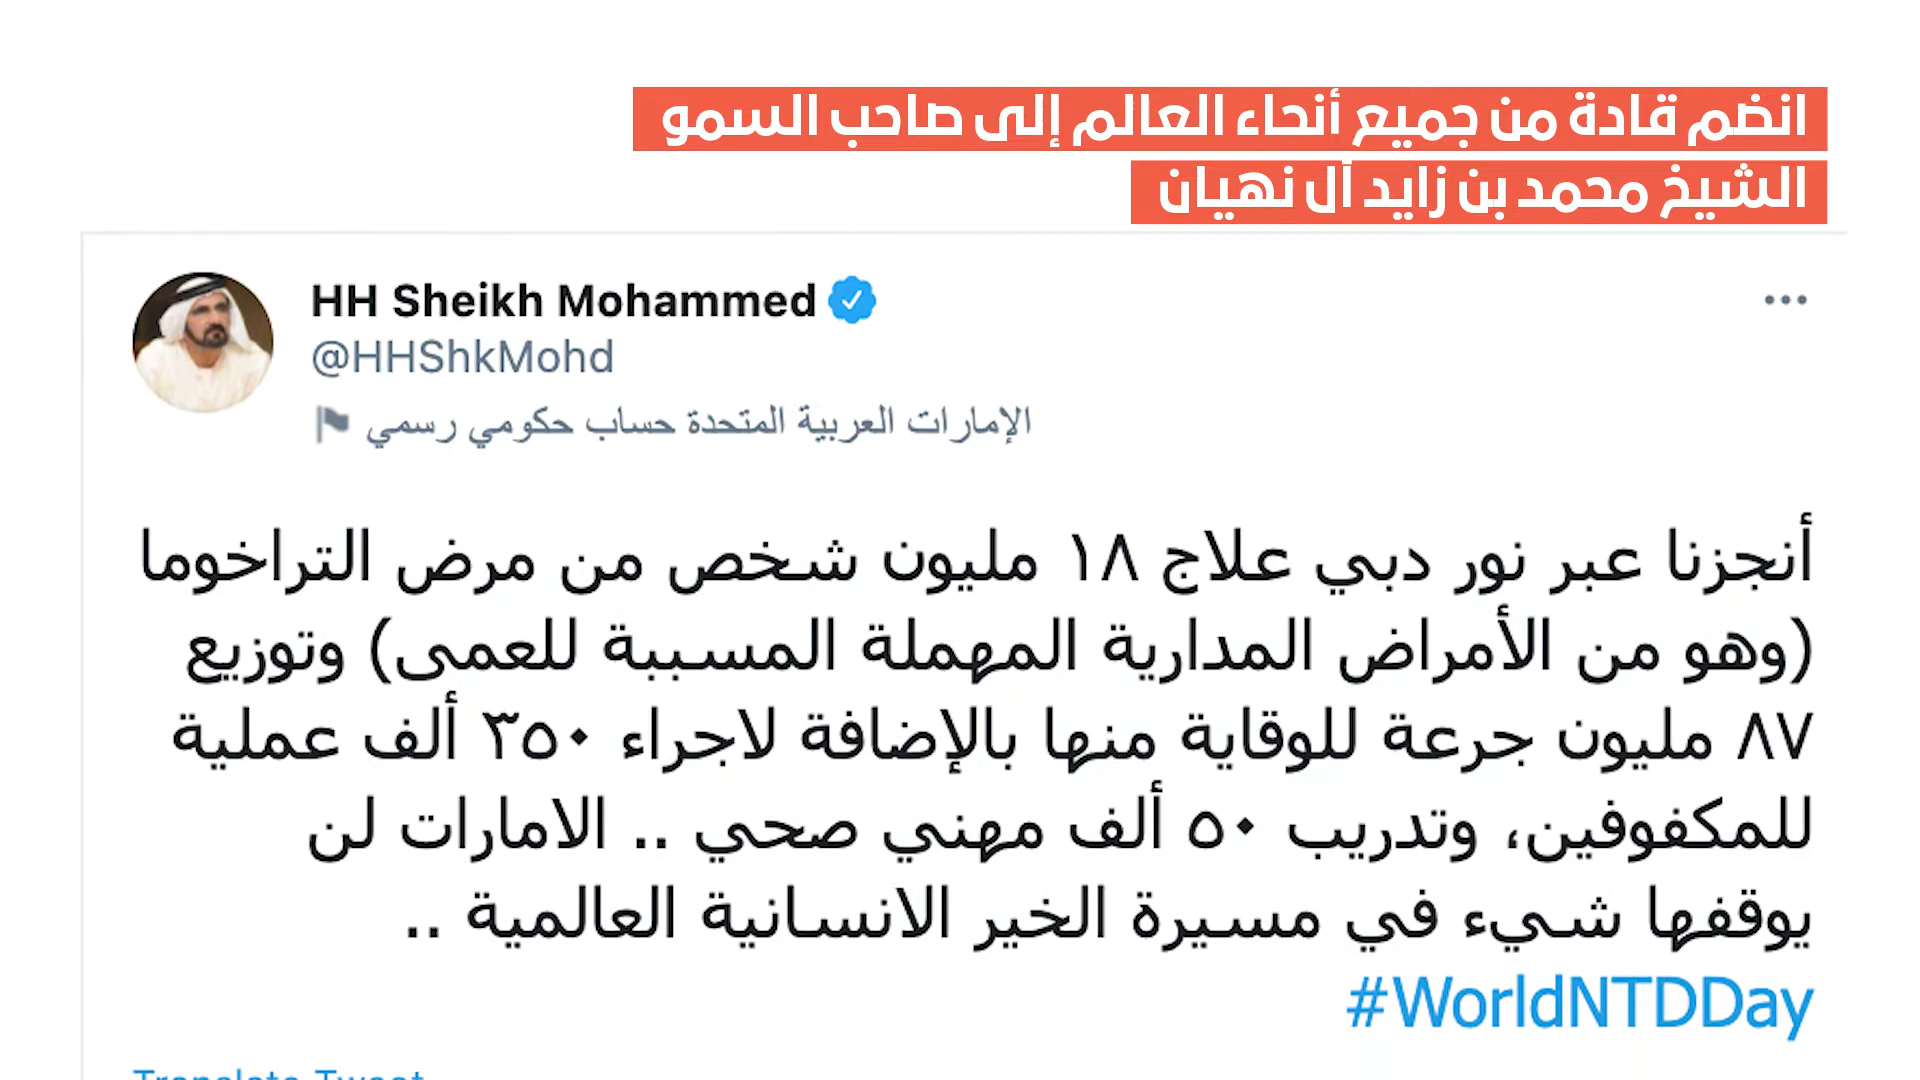 انضم قادة من جميع أنحاء العالم إلى صاحب السمو
الشيخ محمد بن زايد آل نهيان
HH Sheikh Mohammed
@HHShkMohd
الإمارات العربية المتحدة حساب حكومي رسمي
أنجزنا عبر نور دبي علاج ١٨ مليون شخص من مرض التراخوما
(وهو من الأمراض المدارية المهملة المسببة للعمى) وتوزيع
٨٧ مليون جرعة للوقاية منها بالإضافة لاجراء ٣٥٠ ألف عملية
للمكفوفين، وتدريب ٥٠ ألف مهني صحي .. الامارات لن
يوقفها شيء في مسيرة الخير الانسانية العالمية ..
#WorldNTDDay
Translate Tweet